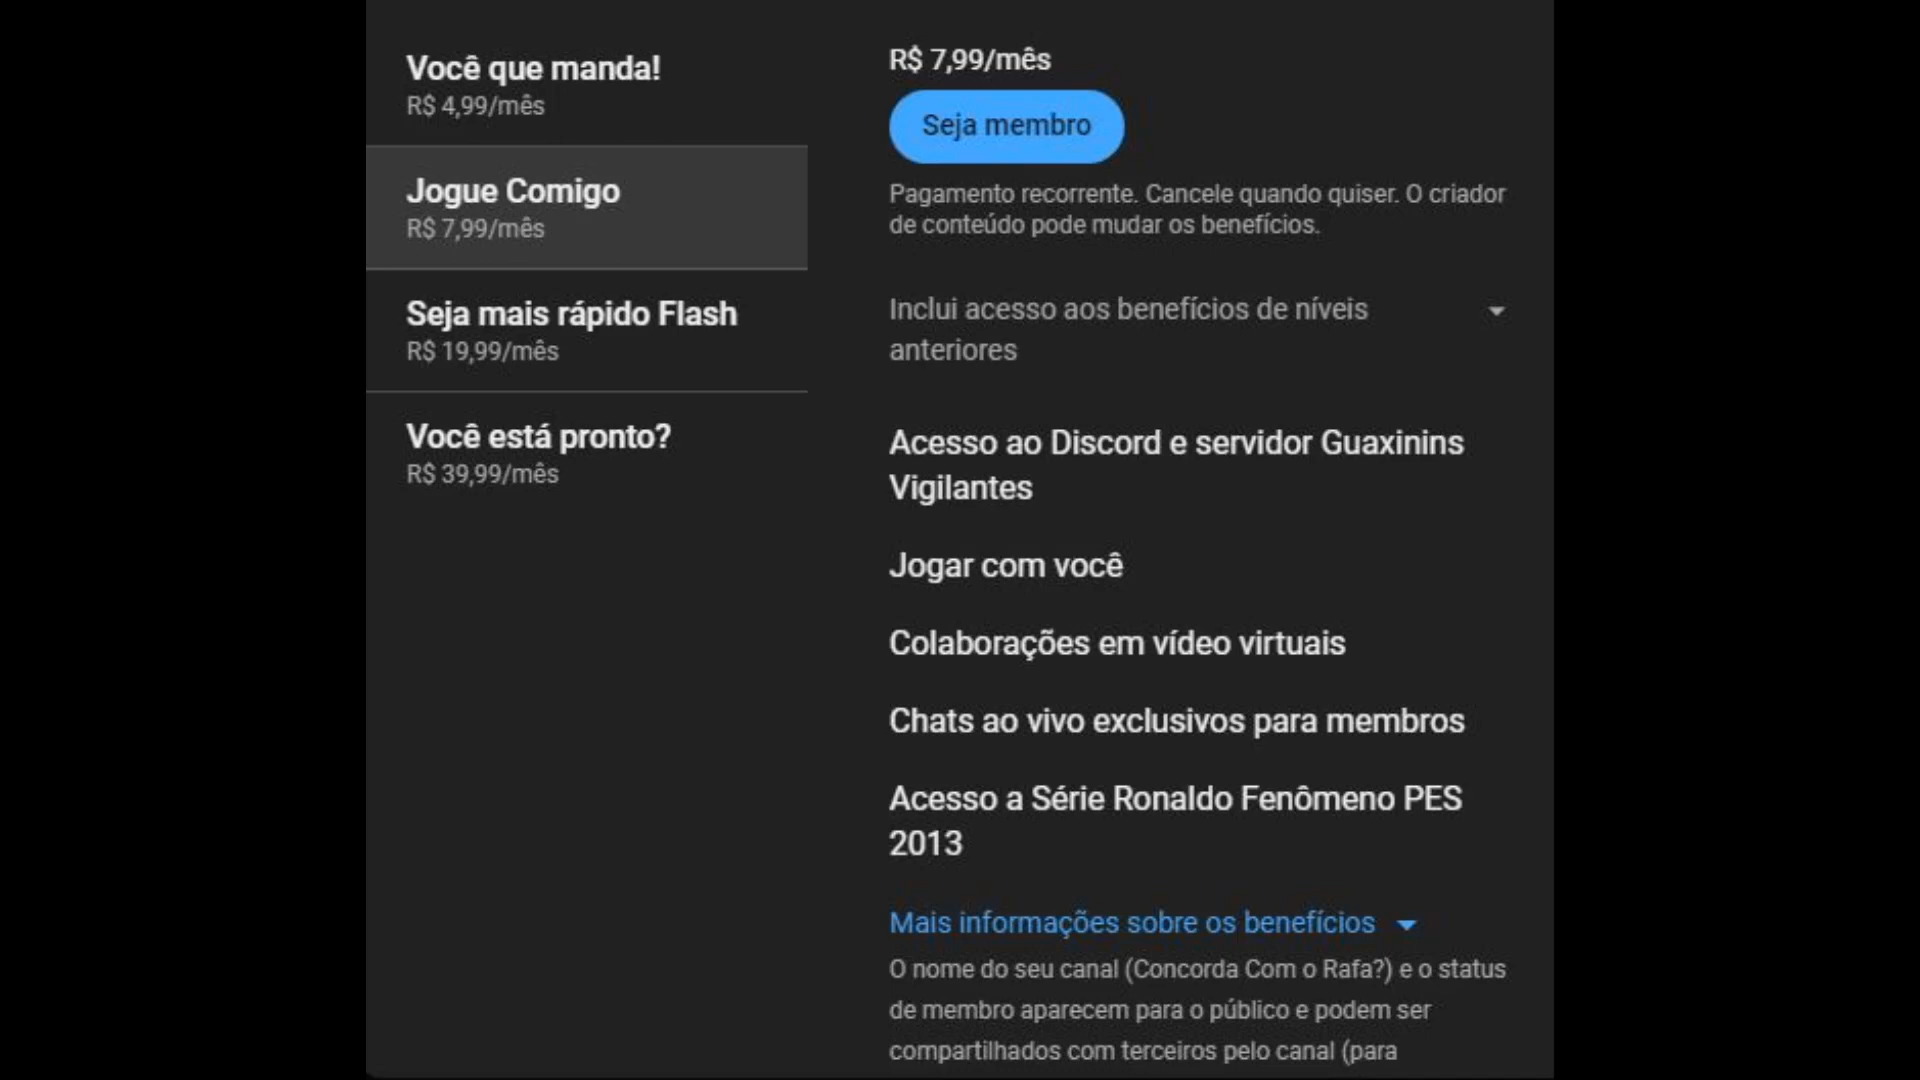 Você que manda!
R$ 4,99/mês
Jogue Comigo
R$ 7,99/mês
Seja mais rápido Flash
R$ 19,99/mês
Você está pronto?
R$ 39,99/mês
R$ 7,99/mês
Seja membro
Pagamento recorrente. Cancele quando quiser. O criador
de conteúdo pode mudar os benefícios.
Inclui acesso aos benefícios de níveis
anteriores
Acesso ao Discord e servidor Guaxinins
Vigilantes
Jogar com você
Colaborações em vídeo virtuais
Chats ao vivo exclusivos para membros
Acesso a Série Ronaldo Fenômeno PES
2013
Mais informações sobre os benefícios
O nome do seu canal (Concorda Com o Rafa?) e o status
de membro aparecem para o público e podem ser
compartilhados com terceiros pelo canal (para